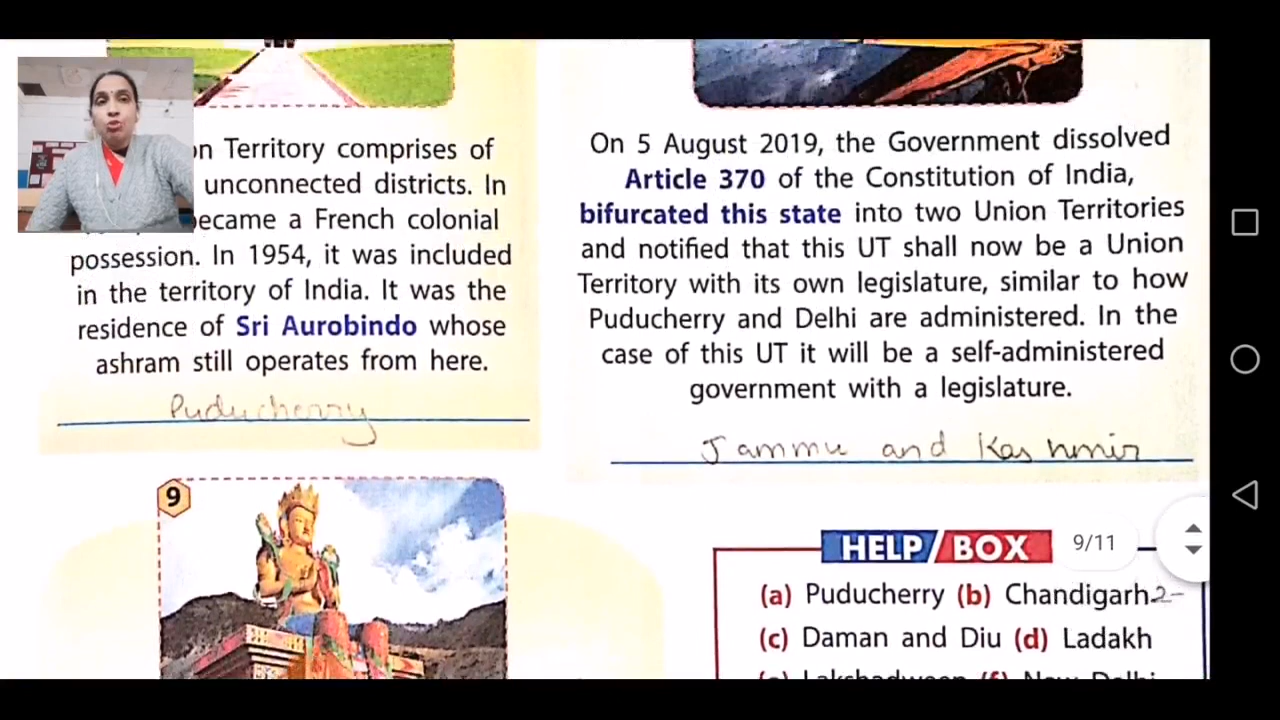 on Territory comprises of
unconnected districts. In
became a French colonial
possession. In 1954, it was included
in the territory of India. It was the
residence of Sri Aurobindo whose
ashram still operates from here.
Puducherry
On 5 August 2019, the Government dissolved
Article 370 of the Constitution of India,
bifurcated this state into two Union Territories
and notified that this UT shall now be a Union
Territory with its own legislature, similar to how
Puducherry and Delhi are administered. In the
case of this UT it will be a self-administered
government with a legislature.
Jammu and Kashmir
9
HELP/BOX
9/11
(a) Puducherry (b) Chandigarh 2-
(c) Daman and Diu (d) Ladakh
Lakshadweep (f) New Delhi